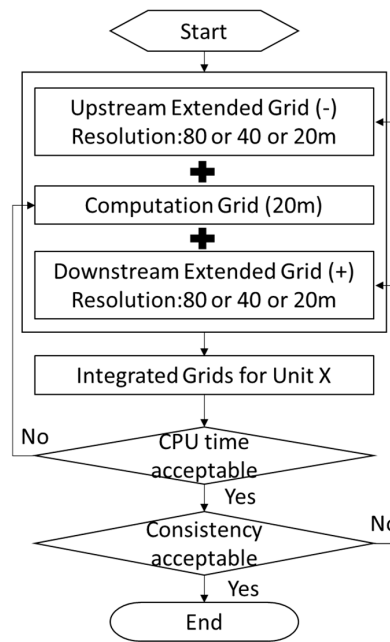 Start
Upstream Extended Grid (-)
Resolution:80 or 40 or 20m
Computation Grid (20m)
Downstream Extended Grid (+)
Resolution:80 or 40 or 20m
Integrated Grids for Unit X
No
CPU time
acceptable
Yes
Consistency
acceptable
No
Yes
End